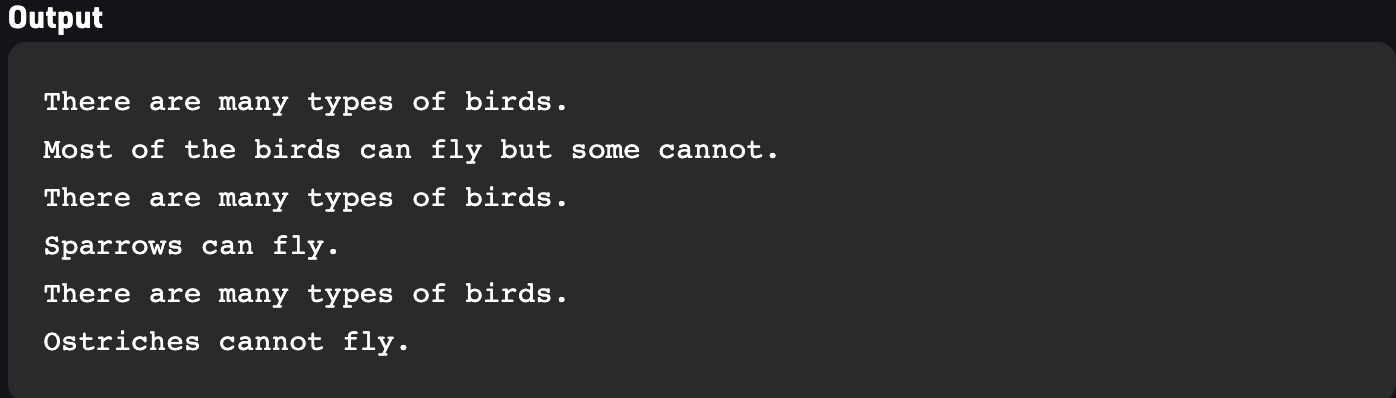 Output
There are many types of birds.
Most of the birds can fly but some cannot.
There are many types of birds.
Sparrows can fly.
There are many types of birds.
Ostriches cannot fly.